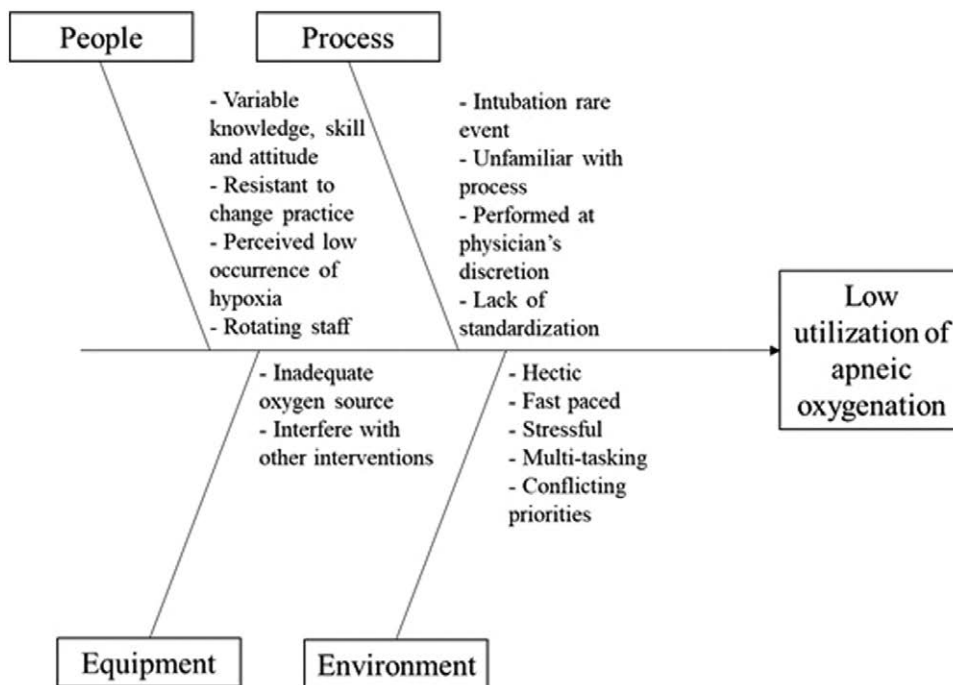 People
Process
- Variable
knowledge, skill
and attitude
- Resistant to
change practice
- Perceived low
occurrence of
hypoxia
- Rotating staff
- Intubation rare
event
- Unfamiliar with
process
- Performed at
physician’s
discretion
- Lack of
standardization
Low
utilization of
apneic
oxygenation
- Inadequate
oxygen source
- Interfere with
other interventions
- Hectic
- Fast paced
- Stressful
- Multi-tasking
- Conflicting
priorities
Equipment
Environment